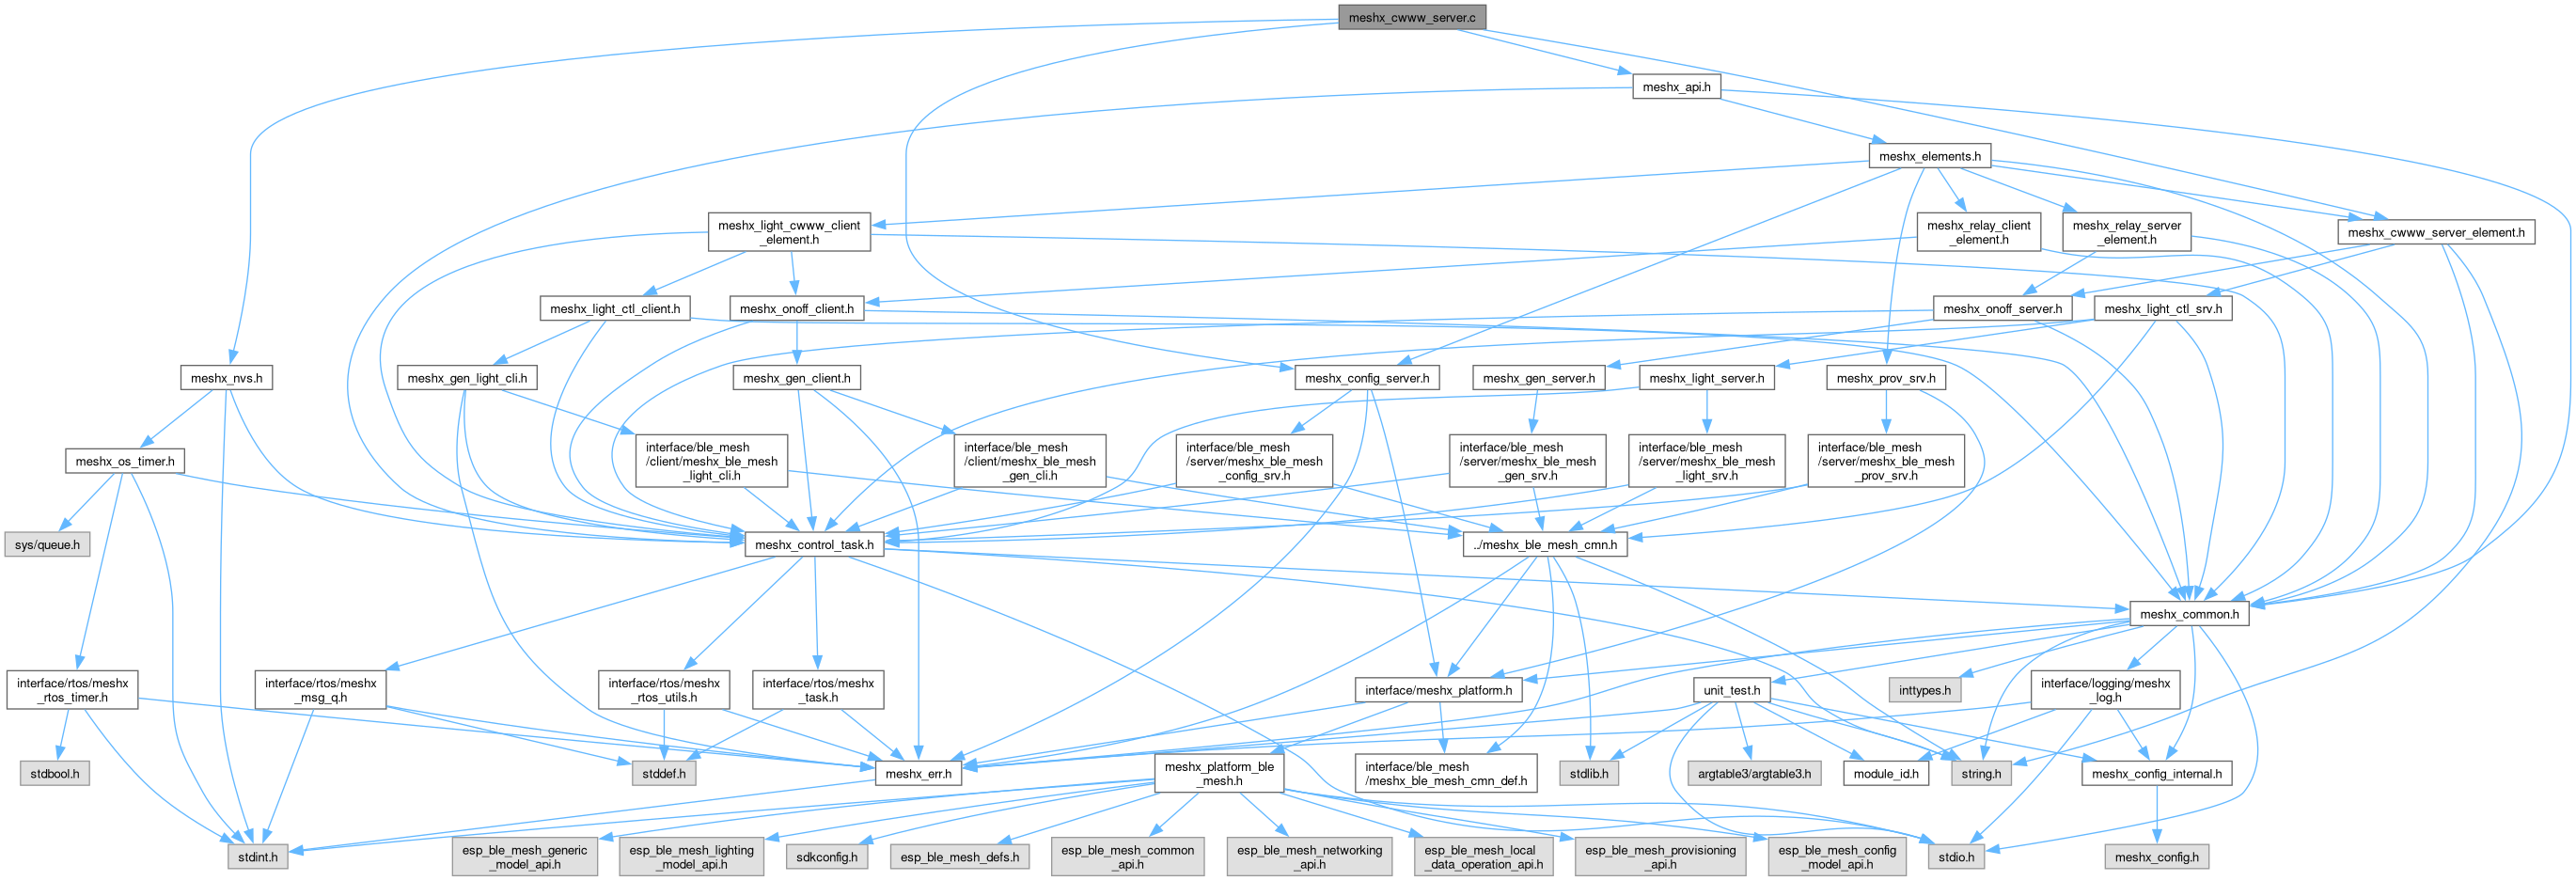 meshx_cwww_server.c
meshx_api.h
meshx_elements.h
meshx_light_cwww_client
_element.h
meshx_relay_client
_element.h
meshx_relay_server
_element.h
meshx_cwww_server_element.h
meshx_light_ctl_client.h
meshx_onoff_client.h
meshx_onoff_server.h
meshx_light_ctl_srv.h
meshx_nvs.h
meshx_gen_light_cli.h
meshx_gen_client.h
meshx_config_server.h
meshx_gen_server.h
meshx_light_server.h
meshx_prov_srv.h
meshx_os_timer.h
interface/ble_mesh
/client/meshx_ble_mesh
_light_cli.h
interface/ble_mesh
/client/meshx_ble_mesh
_gen_cli.h
interface/ble_mesh
/server/meshx_ble_mesh
_config_srv.h
interface/ble_mesh
/server/meshx_ble_mesh
_gen_srv.h
interface/ble_mesh
/server/meshx_ble_mesh
_light_srv.h
interface/ble_mesh
/server/meshx_ble_mesh
_prov_srv.h
sys/queue.h
meshx_control_task.h
../meshx_ble_mesh_cmn.h
meshx_common.h
interface/rtos/meshx
_rtos_timer.h
interface/rtos/meshx
_msg_q.h
interface/rtos/meshx
_rtos_utils.h
interface/rtos/meshx
_task.h
interface/meshx_platform.h
unit_test.h
inttypes.h
interface/logging/meshx
_log.h
stdbool.h
stddef.h
meshx_err.h
meshx_platform_ble
_mesh.h
interface/ble_mesh
/meshx_ble_mesh_cmn_def.h
stdlib.h
argtable3/argtable3.h
module_id.h
string.h
meshx_config_internal.h
stdint.h
esp_ble_mesh_generic
_model_api.h
esp_ble_mesh_lighting
_model_api.h
sdkconfig.h
esp_ble_mesh_defs.h
esp_ble_mesh_common
_api.h
esp_ble_mesh_networking
_api.h
esp_ble_mesh_local
_data_operation_api.h
esp_ble_mesh_provisioning
_api.h
esp_ble_mesh_config
_model_api.h
stdio.h
meshx_config.h